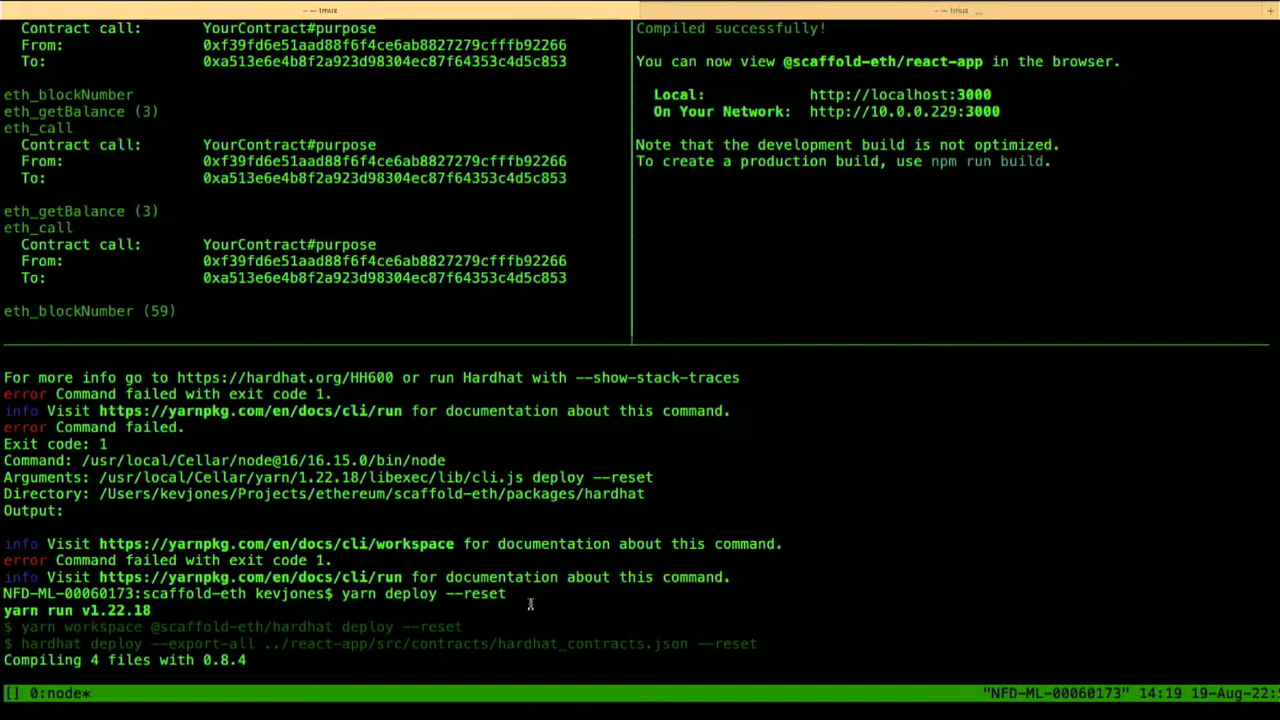 - – tmux
- – tmux ...
+
Contract call: YourContract#purpose
From: 0xf39fd6e51aad88f6f4ce6ab8827279cfffb92266
To: 0xa513e6e4b8f2a923d98304ec87f64353c4d5c853
eth_blockNumber
eth_getBalance (3)
eth_call
Contract call: YourContract#purpose
From: 0xf39fd6e51aad88f6f4ce6ab8827279cfffb92266
To: 0xa513e6e4b8f2a923d98304ec87f64353c4d5c853
eth_getBalance (3)
eth_call
Contract call: YourContract#purpose
From: 0xf39fd6e51aad88f6f4ce6ab8827279cfffb92266
To: 0xa513e6e4b8f2a923d98304ec87f64353c4d5c853
eth_blockNumber (59)
Compiled successfully!
You can now view @scaffold-eth/react-app in the browser.
Local: http://localhost:3000
On Your Network: http://10.0.0.229:3000
Note that the development build is not optimized.
To create a production build, use npm run build.
For more info go to https://hardhat.org/HH600 or run Hardhat with --show-stack-traces
error Command failed with exit code 1.
info Visit https://yarnpkg.com/en/docs/cli/run for documentation about this command.
error Command failed.
Exit code: 1
Command: /usr/local/Cellar/node@16/16.15.0/bin/node
Arguments: /usr/local/Cellar/yarn/1.22.18/libexec/lib/cli.js deploy --reset
Directory: /Users/kevjones/Projects/ethereum/scaffold-eth/packages/hardhat
Output:
info Visit https://yarnpkg.com/en/docs/cli/workspace for documentation about this command.
error Command failed with exit code 1.
info Visit https://yarnpkg.com/en/docs/cli/run for documentation about this command.
NFD-ML-00060173:scaffold-eth kevjones$ yarn deploy --reset
yarn run v1.22.18
$ yarn workspace @scaffold-eth/hardhat deploy --reset
$ hardhat deploy --export-all ../react-app/src/contracts/hardhat_contracts.json --reset
Compiling 4 files with 0.8.4
[] 0:node* "NFD-ML-00060173" 14:19 19-Aug-22